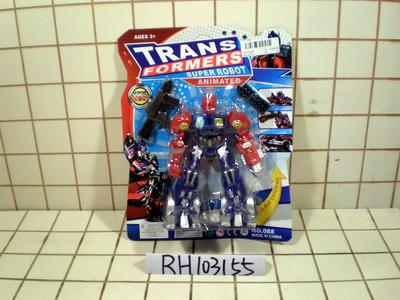 AGES 3+
TRANS
FORMERS
SUPER ROBOT
ANIMATED
NO.088
MADE IN CHINA
RH103155